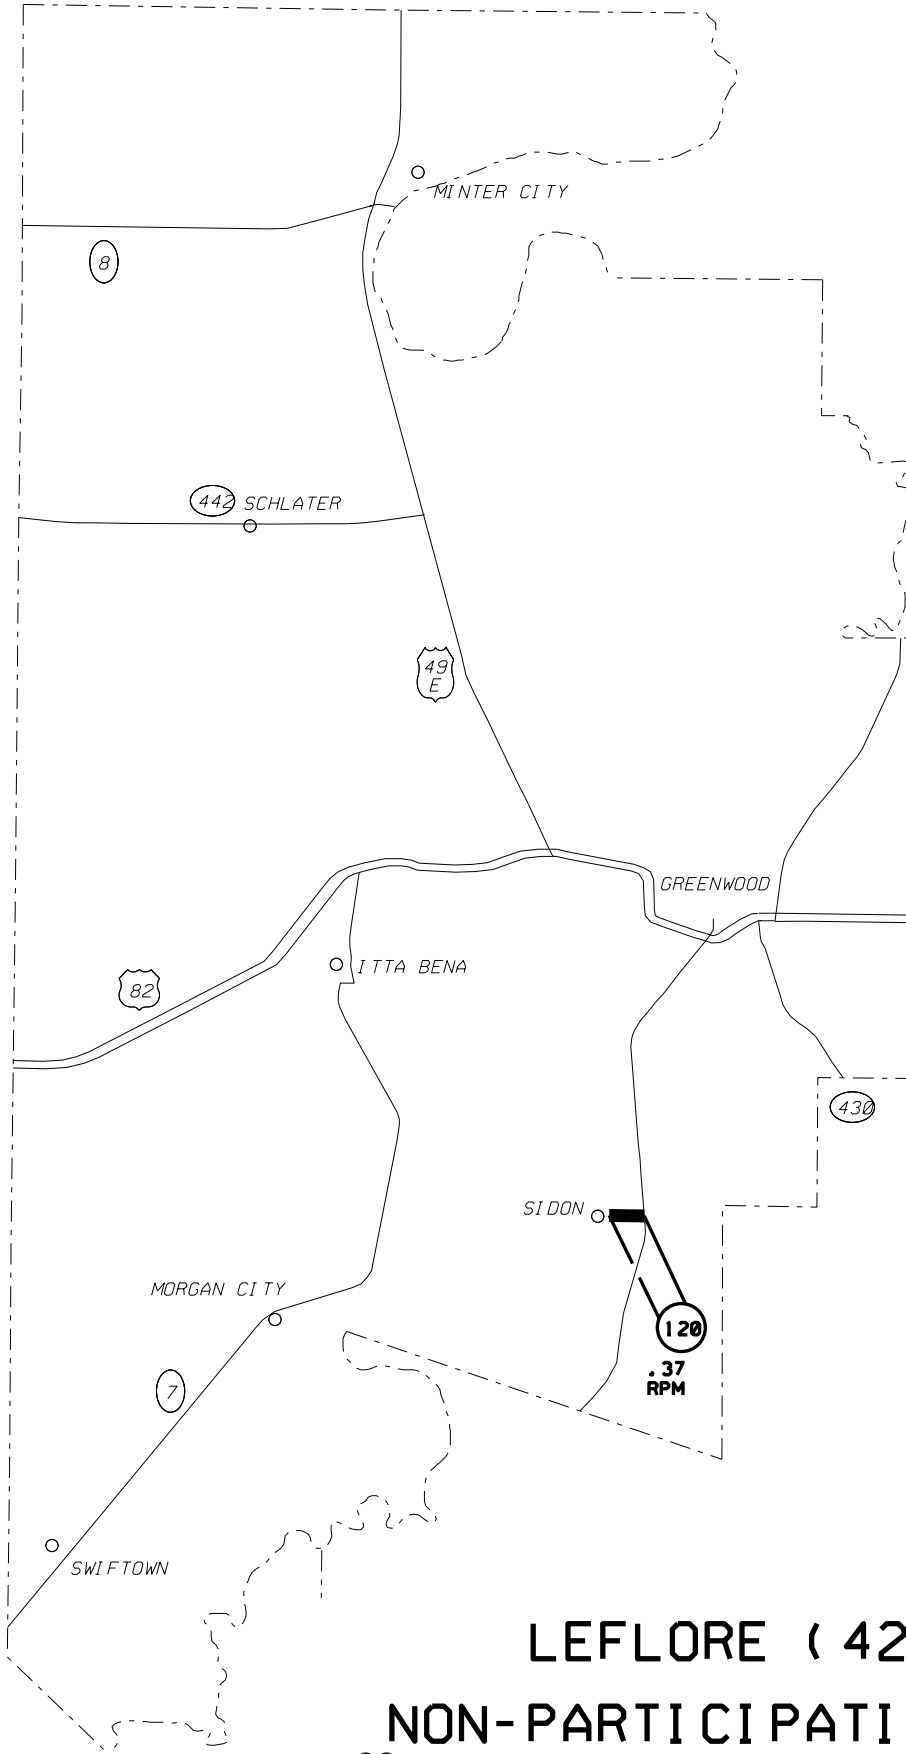 MINTER CITY
8
442 SCHLATER
49
E
GREENWOOD
ITTA BENA
82
430
SIDON
MORGAN CITY
120
.37
RPM
7
SWIFTOWN
LEFLORE (42
NON-PARTICIPATI